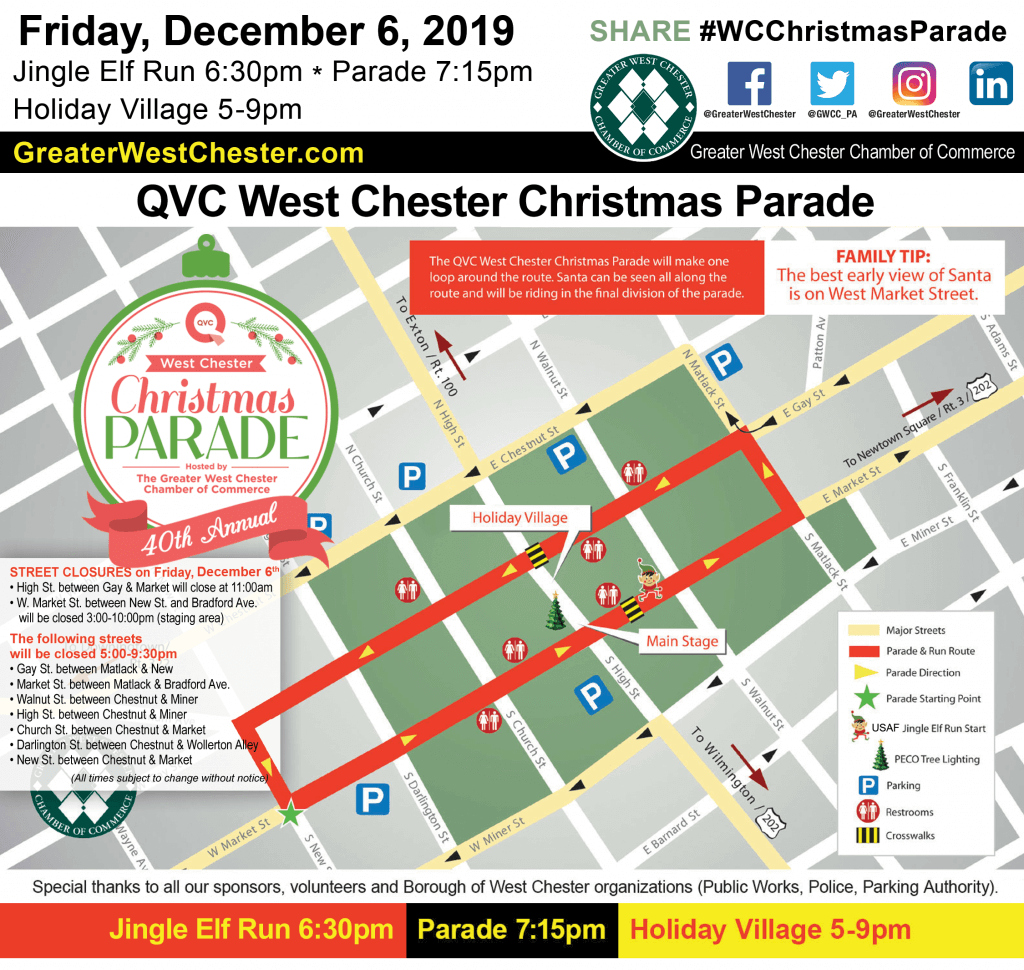 Friday, December 6, 2019
Jingle Elf Run 6:30pm * Parade 7:15pm
Holiday Village 5-9pm
GreaterWestChester.com
SHARE #WCChristmasParade
GREATER WEST CHESTER
CHAMBER OF COMMERCE
@GreaterWestChester
@GWCC_PA
@GreaterWestChester
in
Greater West Chester Chamber of Commerce
QVC West Chester Christmas Parade
The QVC West Chester Christmas Parade will make one
loop around the route. Santa can be seen all along the
route and will be riding in the final division of the parade.
FAMILY TIP:
The best early view of Santa
is on West Market Street.
QVC
West Chester
Christmas
PARADE
Hosted by
The Greater West Chester
Chamber of Commerce
40th Annual
To Exton / Rt. 100
N High St
N Walnut St
N Matlack St
P
Patton Av
S Adams St
E Gay St
To Newtown Square / Rt. 3 / 202
E Market St
S Franklin St
E Miner St
S Matlack St
N Church St
P
E Chestnut St
P
P
Holiday Village
Main Stage
S High St
P
S Walnut St
S Church St
To Wilmington / 202
S Darlington St
P
W Market St
S New S
W Miner St
E Barnard St
Wayne Av
CHAMBER OF COMMERCE
STREET CLOSURES on Friday, December 6th
• High St. between Gay & Market will close at 11:00am
• W. Market St. between New St. and Bradford Ave.
will be closed 3:00-10:00pm (staging area)
The following streets
will be closed 5:00-9:30pm
• Gay St. between Matlack & New
• Market St. between Matlack & Bradford Ave.
• Walnut St. between Chestnut & Miner
• High St. between Chestnut & Miner
• Church St. between Chestnut & Market
• Darlington St. between Chestnut & Wollerton Alley
• New St. between Chestnut & Market
(All times subject to change without notice)
Major Streets
Parade & Run Route
Parade Direction
Parade Starting Point
USAF Jingle Elf Run Start
PECO Tree Lighting
P Parking
Restrooms
Crosswalks
Special thanks to all our sponsors, volunteers and Borough of West Chester organizations (Public Works, Police, Parking Authority).
Jingle Elf Run 6:30pm
Parade 7:15pm
Holiday Village 5-9pm